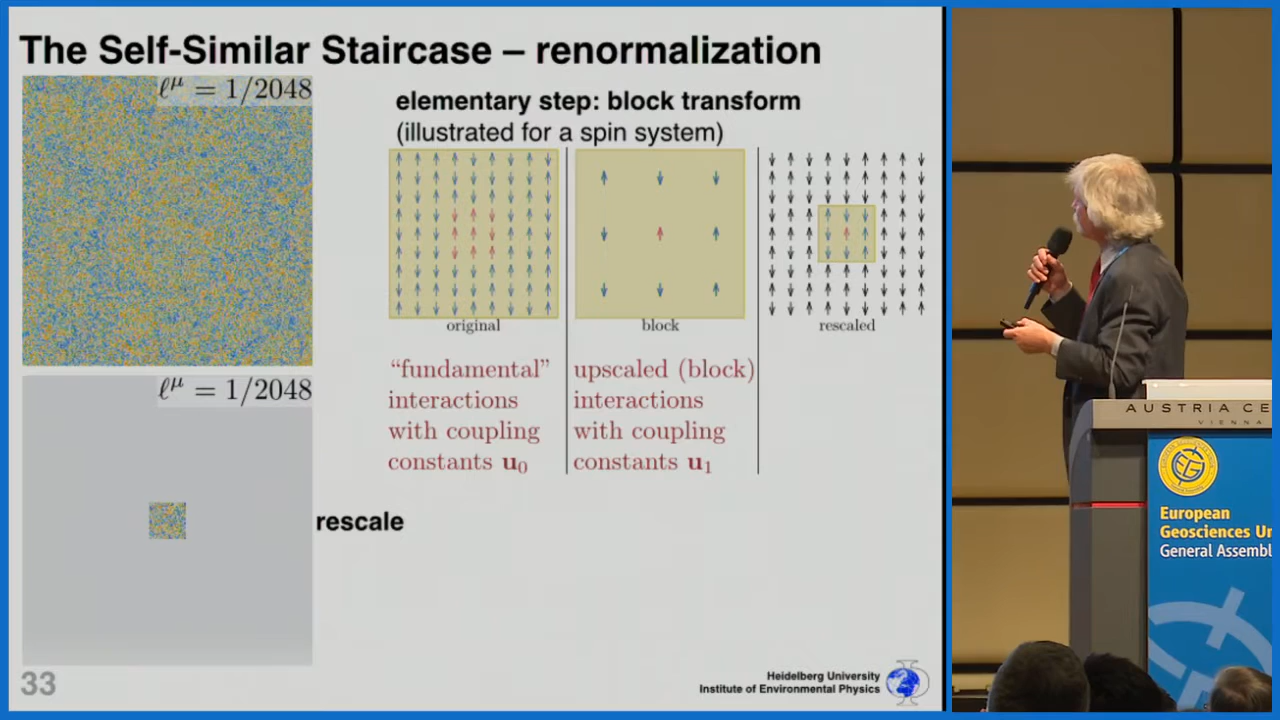 The Self-Similar Staircase – renormalization
ℓ^μ = 1/2048
elementary step: block transform
(illustrated for a spin system)
original
block
rescaled
"fundamental"
interactions
with coupling
constants u₀
upscaled (block)
interactions
with coupling
constants u₁
ℓ^μ = 1/2048
rescale
33
Heidelberg University
Institute of Environmental Physics
AUSTRIA CE
VIENNA
European
Geosciences Un
General Assembl